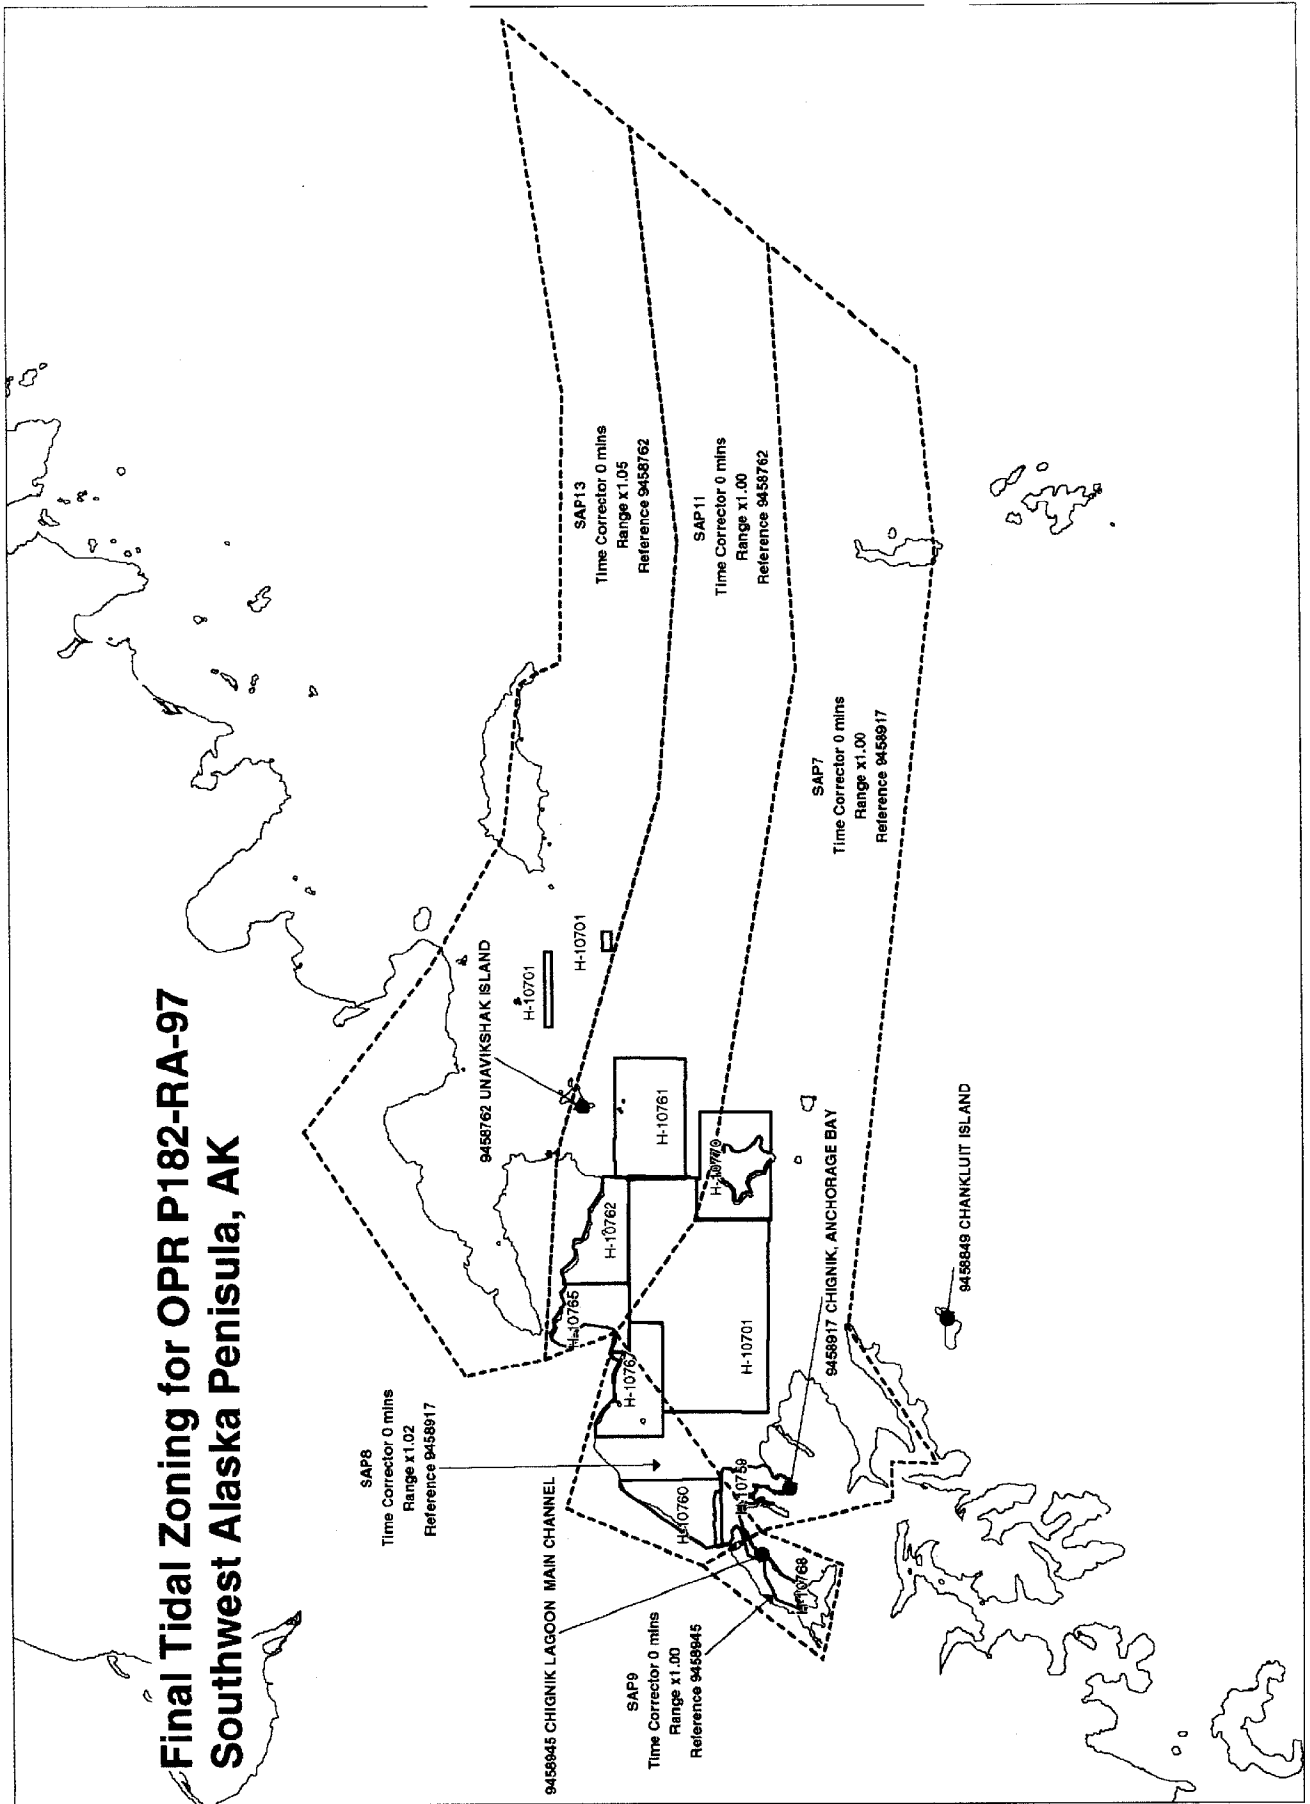 Final Tidal Zoning for OPR P182-RA-97
Southwest Alaska Penisula, AK
SAP13
Time Corrector 0 mins
Range x1.05
Reference 9458762
SAP11
Time Corrector 0 mins
Range x1.00
Reference 9458762
SAP7
Time Corrector 0 mins
Range x1.00
Reference 9458917
SAP8
Time Corrector 0 mins
Range x1.02
Reference 9458917
SAP9
Time Corrector 0 mins
Range x1.00
Reference 9458945
9458762 UNAVIKSHAK ISLAND
9458945 CHIGNIK LAGOON MAIN CHANNEL
9458917 CHIGNIK, ANCHORAGE BAY
9458849 CHANKLUIT ISLAND
H-10701
H-10701
H-10761
H-10762
H-10765
H-10770
H-10701
H-10760
H-10759
H-10768